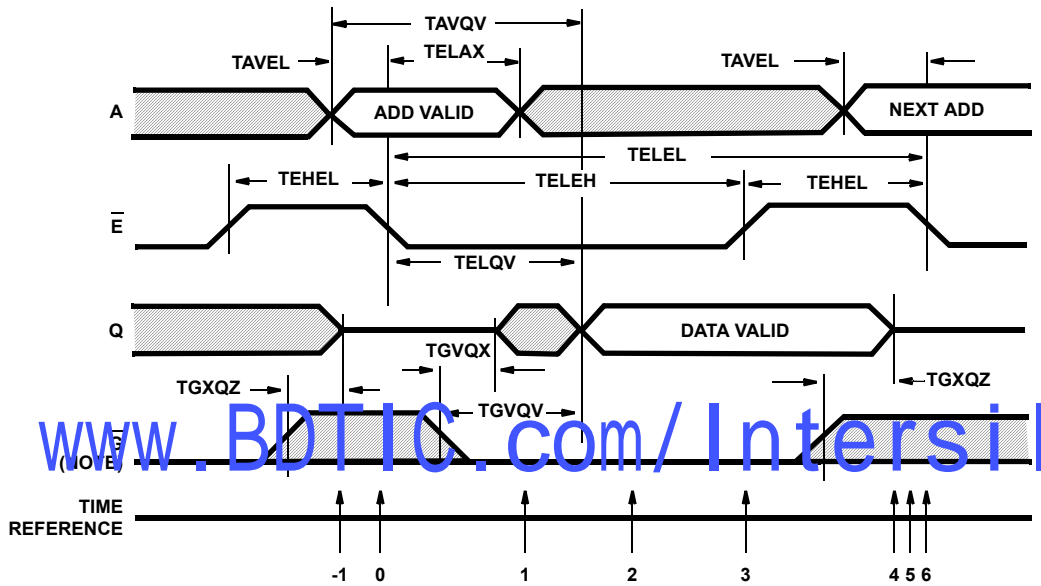 TAVQV
TAVEL TELAX TAVEL
A ADD VALID NEXT ADD
TELEL
TEHEL TELEH TEHEL
E
TELQV
Q DATA VALID
TGVQX
TGXQZ TGXQZ
TGVQV
www.BDTIC.com/Intersil
G
(NOTE)
TIME
REFERENCE
-1 0 1 2 3 4 5 6